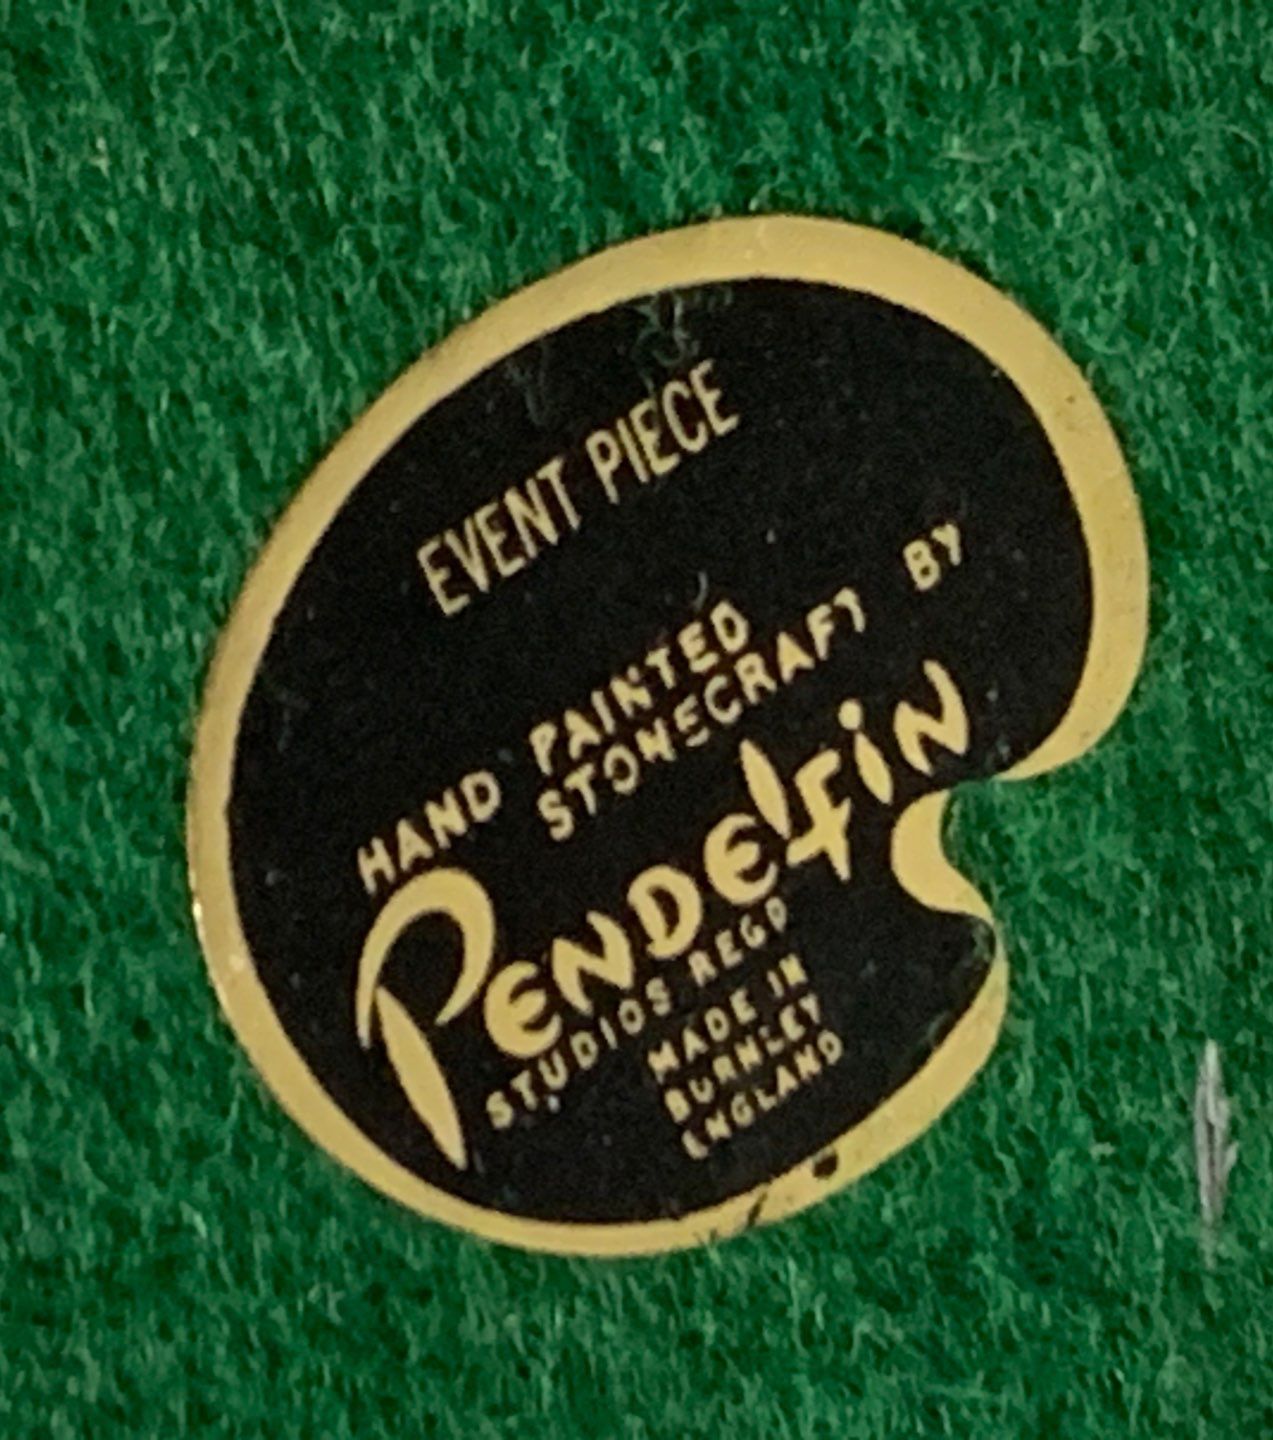 EVENT PIECE
HAND PAINTED
STONECRAFT BY
PENDELFIN
STUDIOS REGD
MADE IN
BURNLEY
ENGLAND